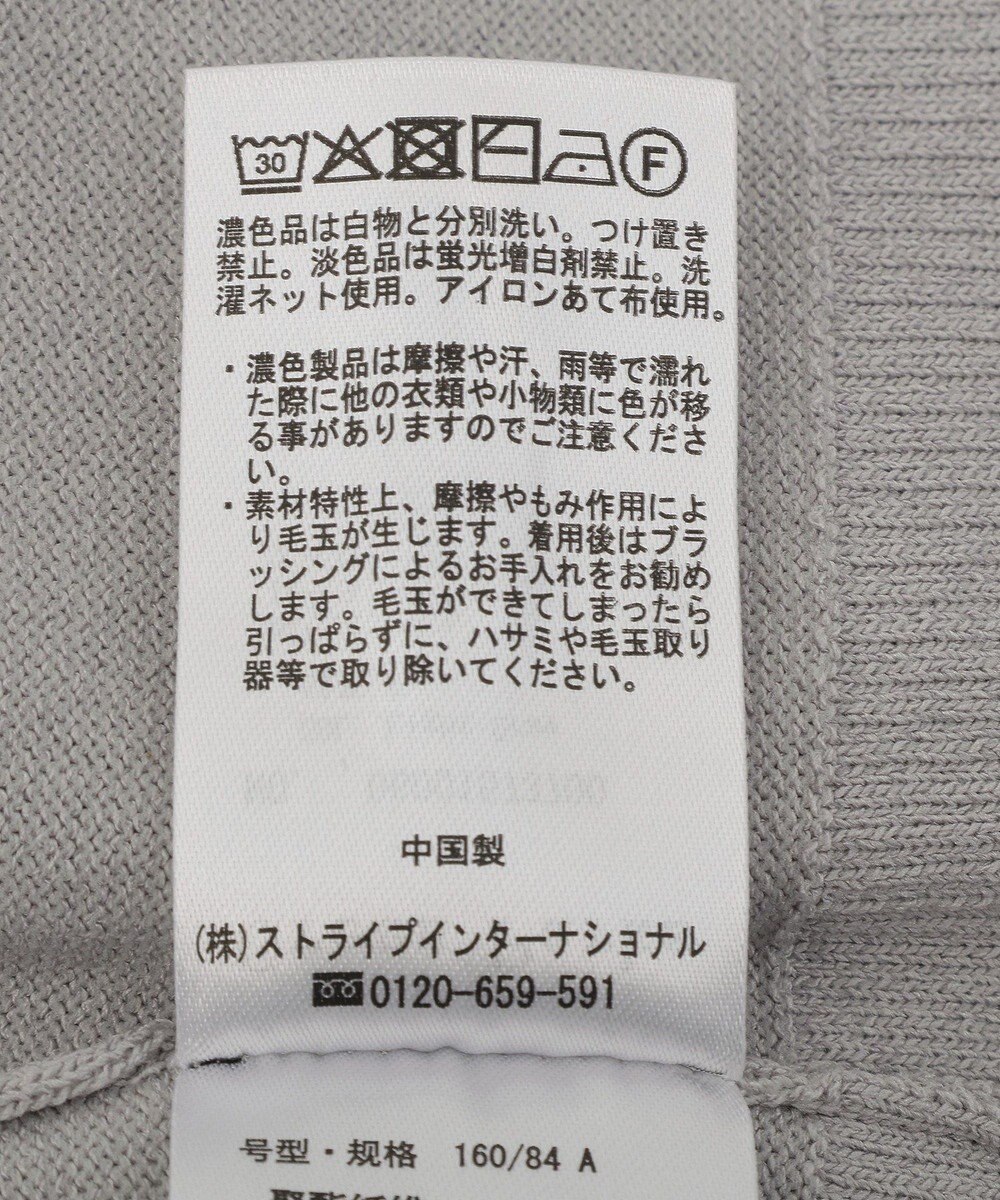 30 F
濃色品は白物と分別洗い。つけ置き
禁止。淡色品は蛍光増白剤禁止。洗
濯ネット使用。アイロンあて布使用。
・濃色製品は摩擦や汗、雨等で濡れ
た際に他の衣類や小物類に色が移
る事がありますのでご注意くださ
い。
・素材特性上、摩擦やもみ作用によ
り毛玉が生じます。着用後はブラ
ッシングによるお手入れをお勧め
します。毛玉ができてしまったら
引っぱらずに、ハサミや毛玉取り
器等で取り除いてください。
中国製
(株)ストライプインターナショナル
0120-659-591
号型・规格 160/84 A